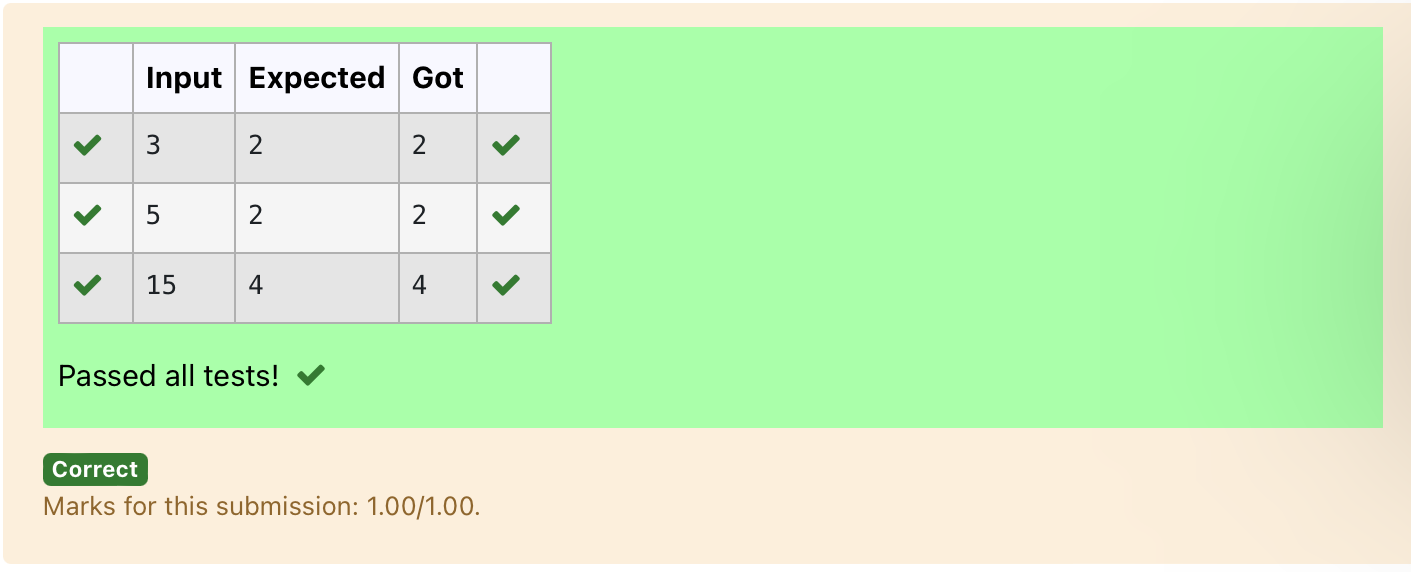 Input Expected Got
3 2 2
5 2 2
15 4 4
Passed all tests!
Correct
Marks for this submission: 1.00/1.00.